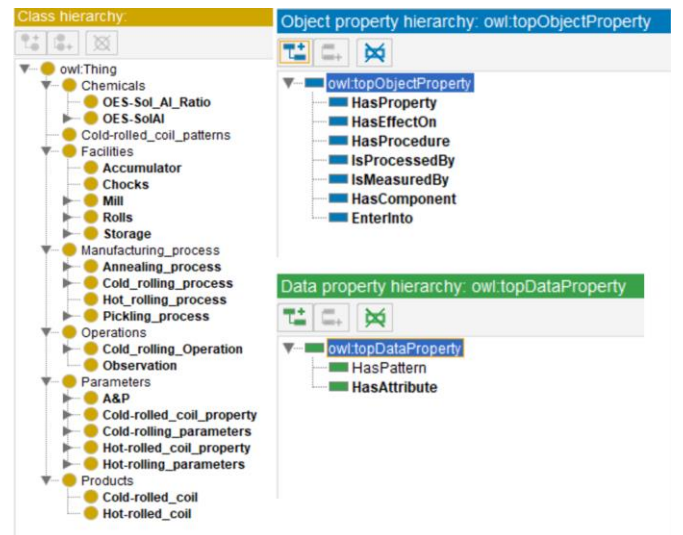 Class hierarchy:
owl:Thing
Chemicals
OES-Sol_Al_Ratio
OES-SolAl
Cold-rolled_coil_patterns
Facilities
Accumulator
Chocks
Mill
Rolls
Storage
Manufacturing_process
Annealing_process
Cold_rolling_process
Hot_rolling_process
Pickling_process
Operations
Cold_rolling_Operation
Observation
Parameters
A&P
Cold-rolled_coil_property
Cold-rolling_parameters
Hot-rolled_coil_property
Hot-rolling_parameters
Products
Cold-rolled_coil
Hot-rolled_coil
Object property hierarchy: owl:topObjectProperty
owl:topObjectProperty
HasProperty
HasEffectOn
HasProcedure
IsProcessedBy
IsMeasuredBy
HasComponent
EnterInto
Data property hierarchy: owl:topDataProperty
owl:topDataProperty
HasPattern
HasAttribute